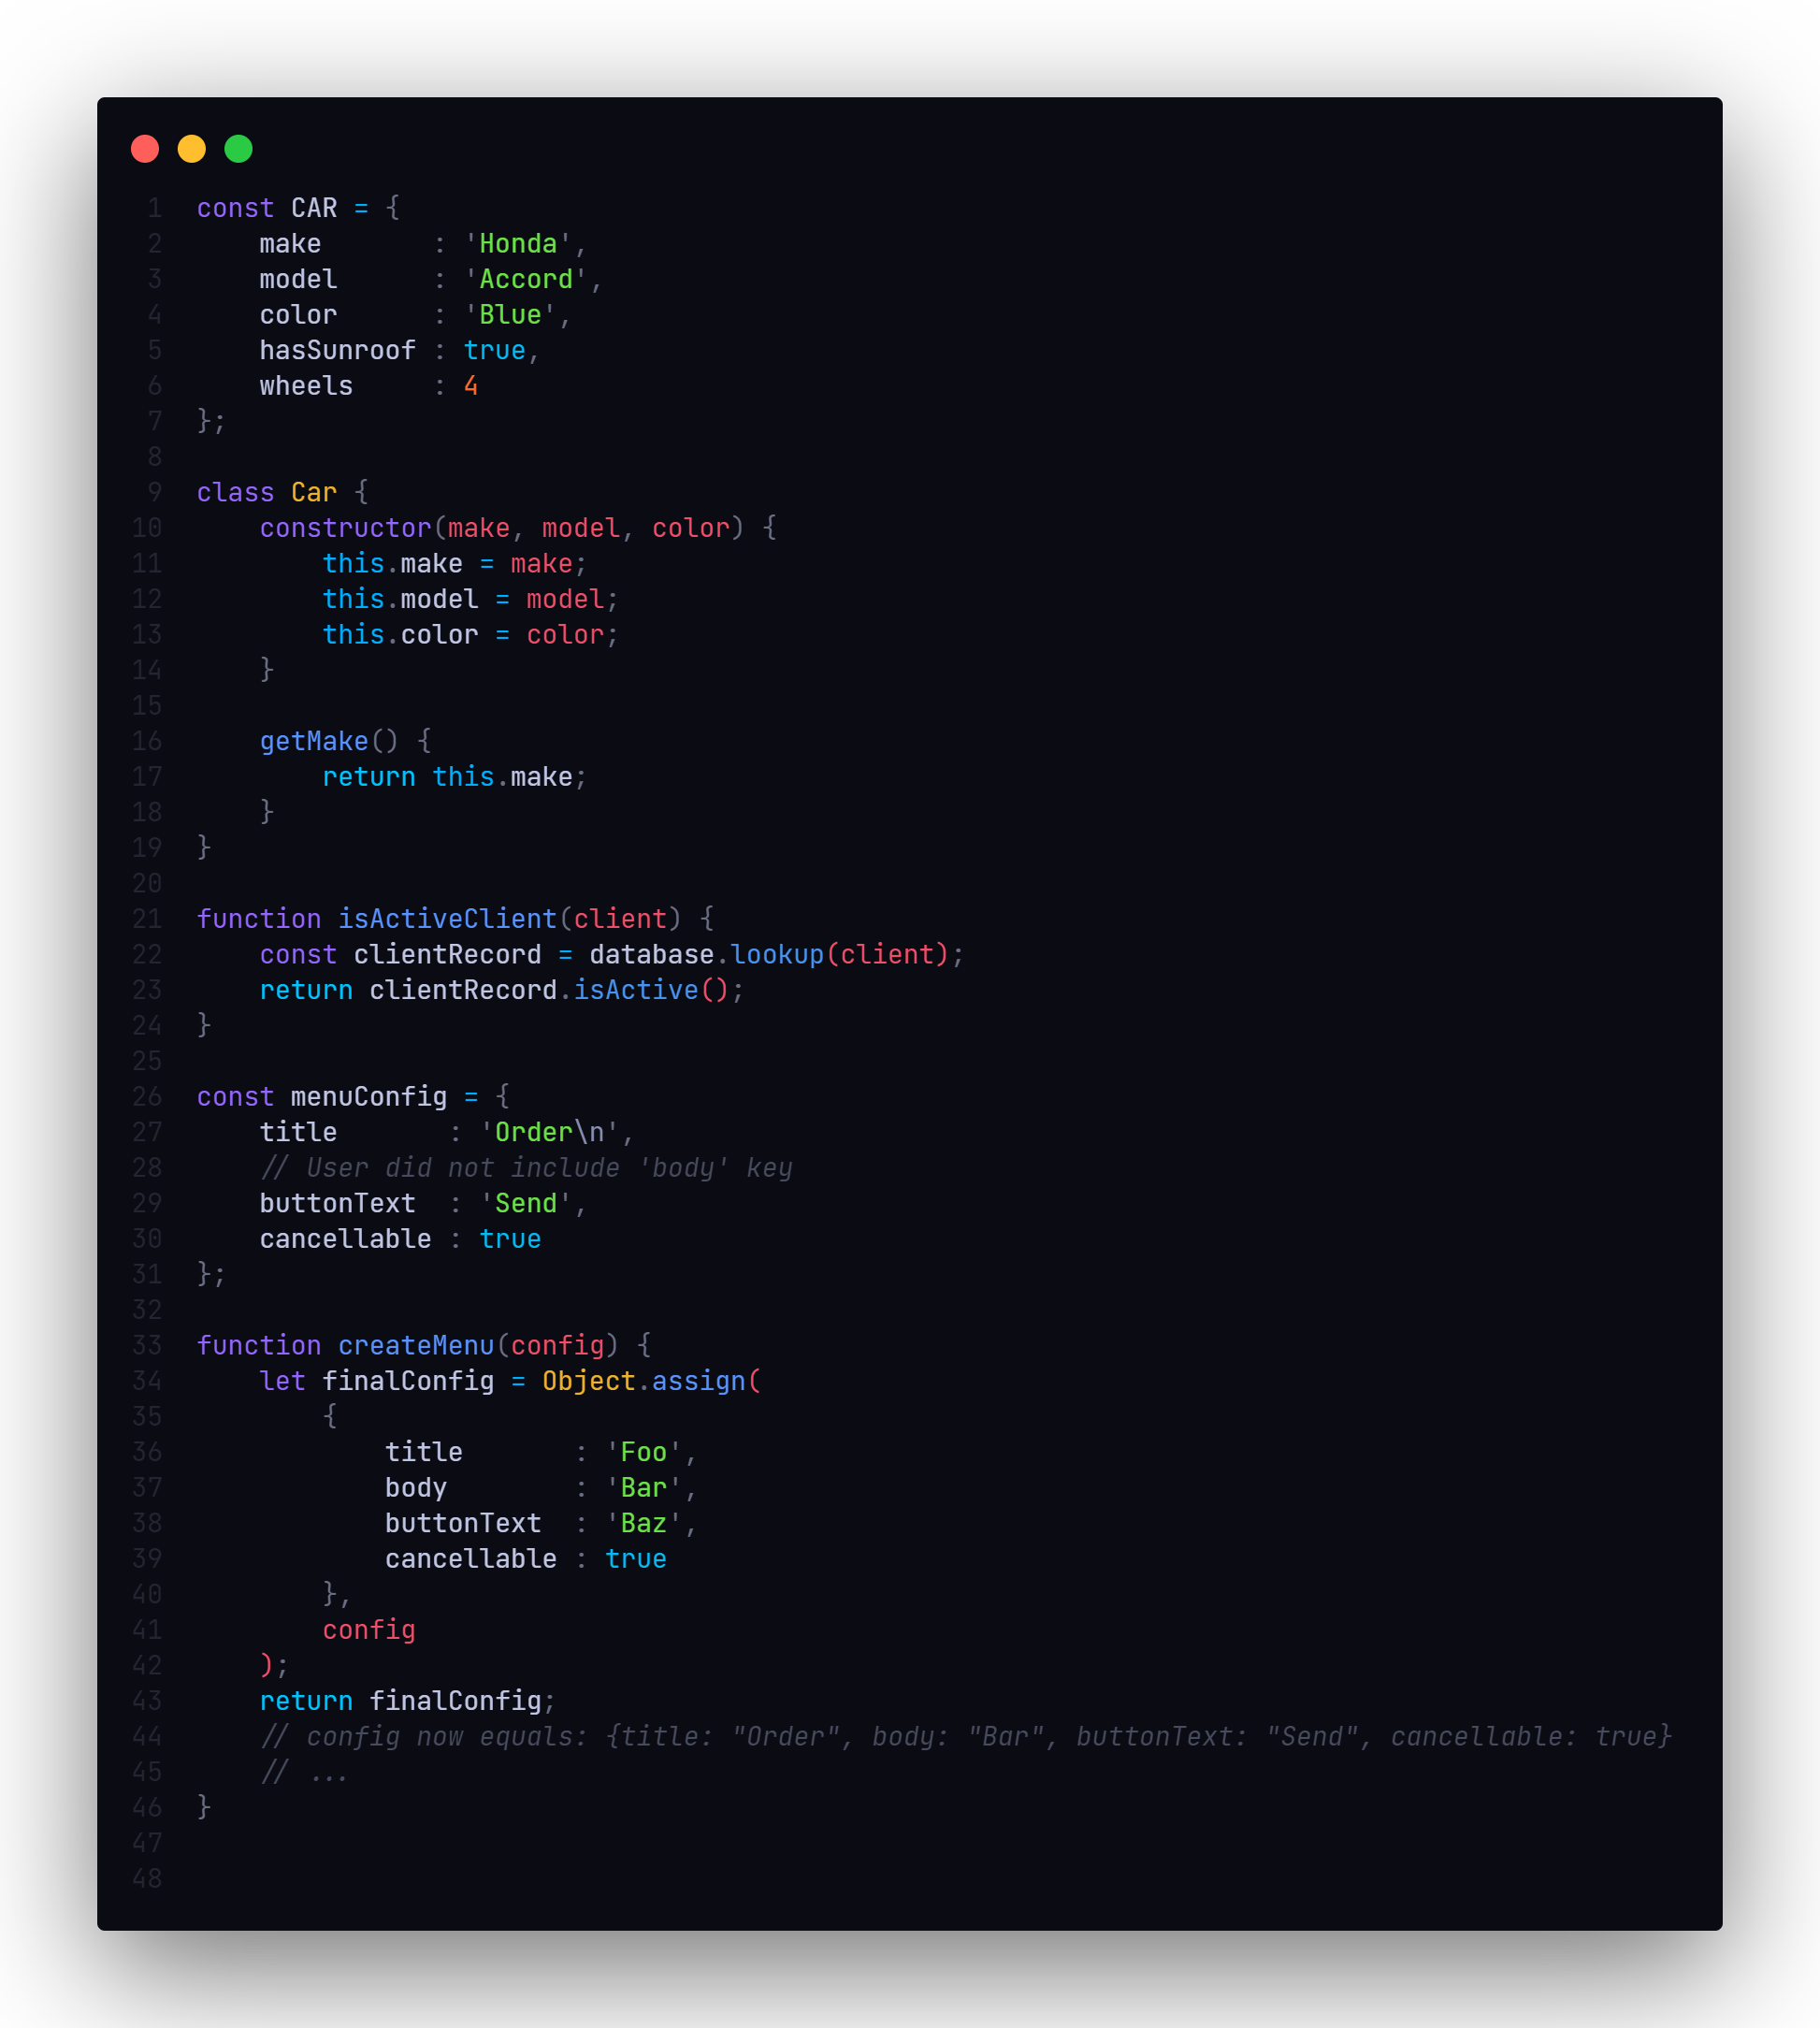 1 const CAR = {
2     make       : 'Honda',
3     model      : 'Accord',
4     color      : 'Blue',
5     hasSunroof : true,
6     wheels     : 4
7 };
8
9 class Car {
10     constructor(make, model, color) {
11         this.make = make;
12         this.model = model;
13         this.color = color;
14     }
15
16     getMake() {
17         return this.make;
18     }
19 }
20
21 function isActiveClient(client) {
22     const clientRecord = database.lookup(client);
23     return clientRecord.isActive();
24 }
25
26 const menuConfig = {
27     title       : 'Order\n',
28     // User did not include 'body' key
29     buttonText  : 'Send',
30     cancellable : true
31 };
32
33 function createMenu(config) {
34     let finalConfig = Object.assign(
35         {
36             title       : 'Foo',
37             body        : 'Bar',
38             buttonText  : 'Baz',
39             cancellable : true
40         },
41         config
42     );
43     return finalConfig;
44     // config now equals: {title: "Order", body: "Bar", buttonText: "Send", cancellable: true}
45     // ...
46 }
47
48